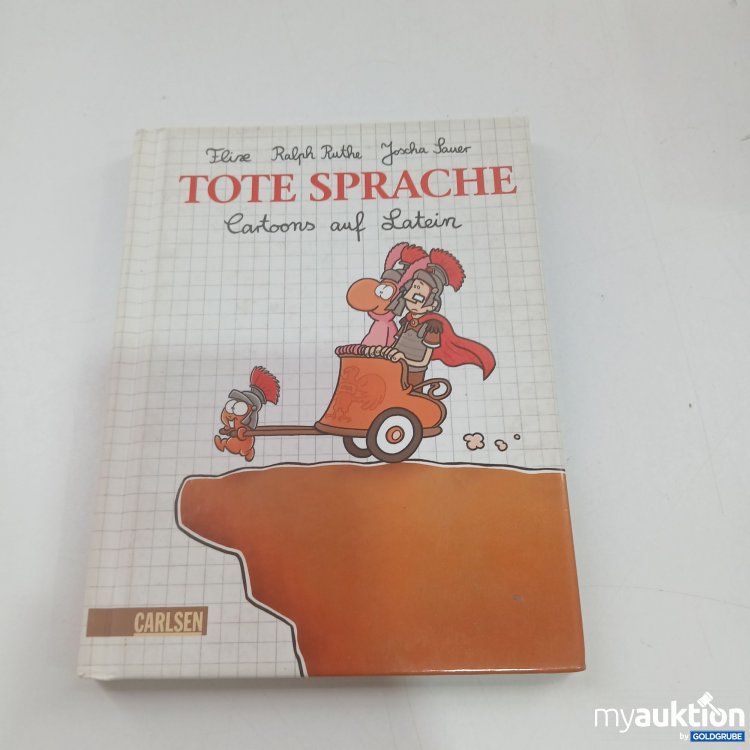 Flix Ralph Ruthe Joscha Sauer
TOTE SPRACHE
Cartoons auf Latein
CARLSEN
myauktion
by GOLDGRUBE